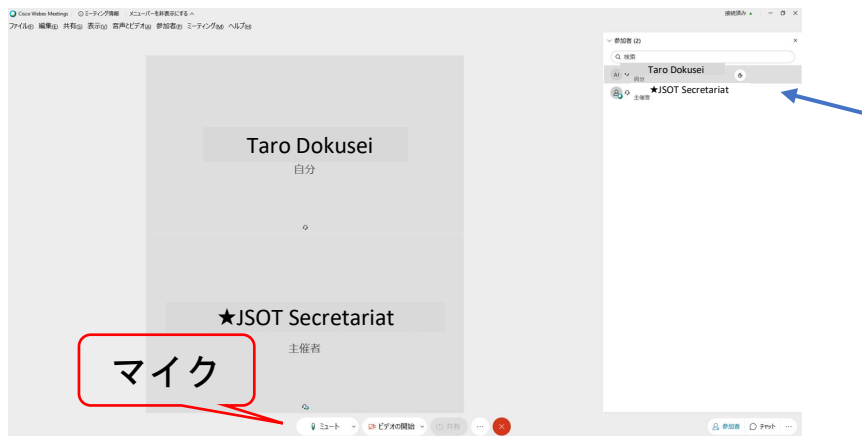 Cisco Webex Meetings ミーティング情報 メニューバーを非表示にする 接続済み
ファイル(F) 編集(E) 共有(S) 表示(V) 音声とビデオ(A) 参加者(P) ミーティング(M) ヘルプ(H)
参加者 (2)
検索
Taro Dokusei
自分
★JSOT Secretariat
主催者
Taro Dokusei
自分
★JSOT Secretariat
主催者
マイク
ミュート ビデオの開始 共有 参加者 チャット